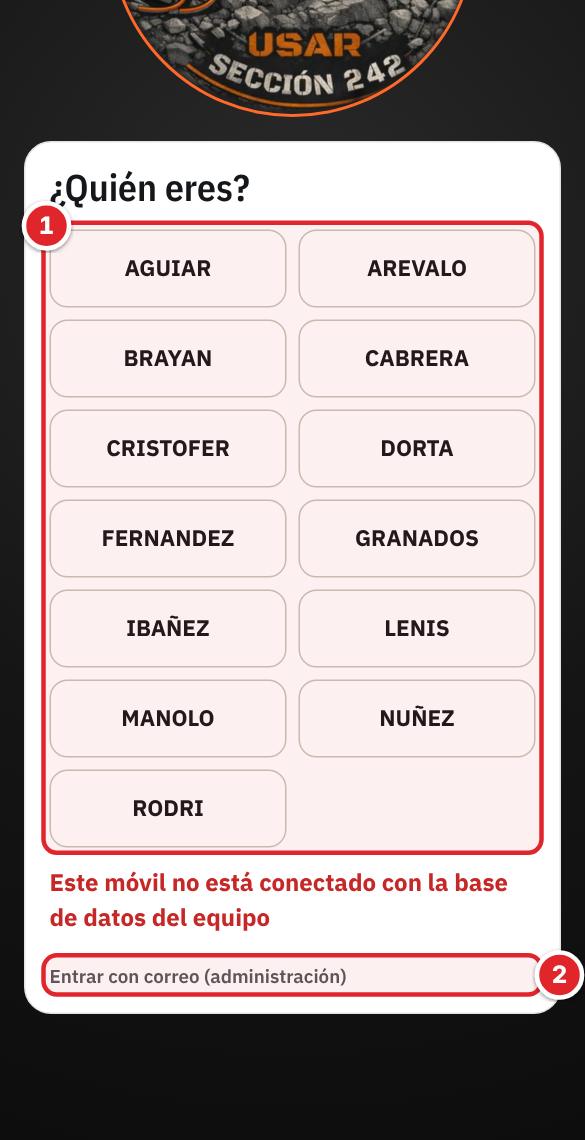 USAR
SECCIÓN 242
¿Quién eres?
1
AGUIAR
AREVALO
BRAYAN
CABRERA
CRISTOFER
DORTA
FERNANDEZ
GRANADOS
IBAÑEZ
LENIS
MANOLO
NUÑEZ
RODRI
Este móvil no está conectado con la base
de datos del equipo
Entrar con correo (administración)
2